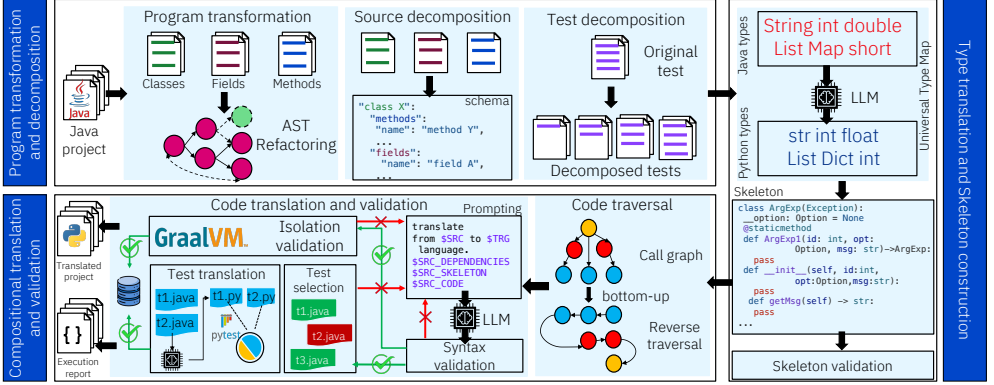 Program transformation
and decomposition
Java
Java
project
Program transformation
Classes
Fields
Methods
AST
Refactoring
Source decomposition
schema
"class X":
"methods":
"name": "method Y",
...
"fields":
"name": "field A",
...
Test decomposition
Original
test
Decomposed tests
Java types
Python types
String int double
List Map short
LLM
str int float
List Dict int
Universal Type Map
Type translation and Skeleton construction
Skeleton
class ArgExp(Exception):
__option: Option = None
@staticmethod
def ArgExp1(id: int, opt:
Option, msg: str)->ArgExp:
pass
def __init__(self, id:int,
opt:Option,msg:str):
pass
def getMsg(self) -> str:
pass
...
Skeleton validation
Compositional translation
and validation
Translated
project
{ }
Execution
report
Code translation and validation
GraalVM
Isolation
validation
Test translation
t1.java
t2.java
t1.py
t2.py
pytest
Test
selection
t1.java
t2.java
t3.java
Prompting
translate
from $SRC to $TRG
language.
$SRC_DEPENDENCIES
$SRC_SKELETON
$SRC_CODE
LLM
Syntax
validation
Code traversal
Call graph
bottom-up
Reverse
traversal